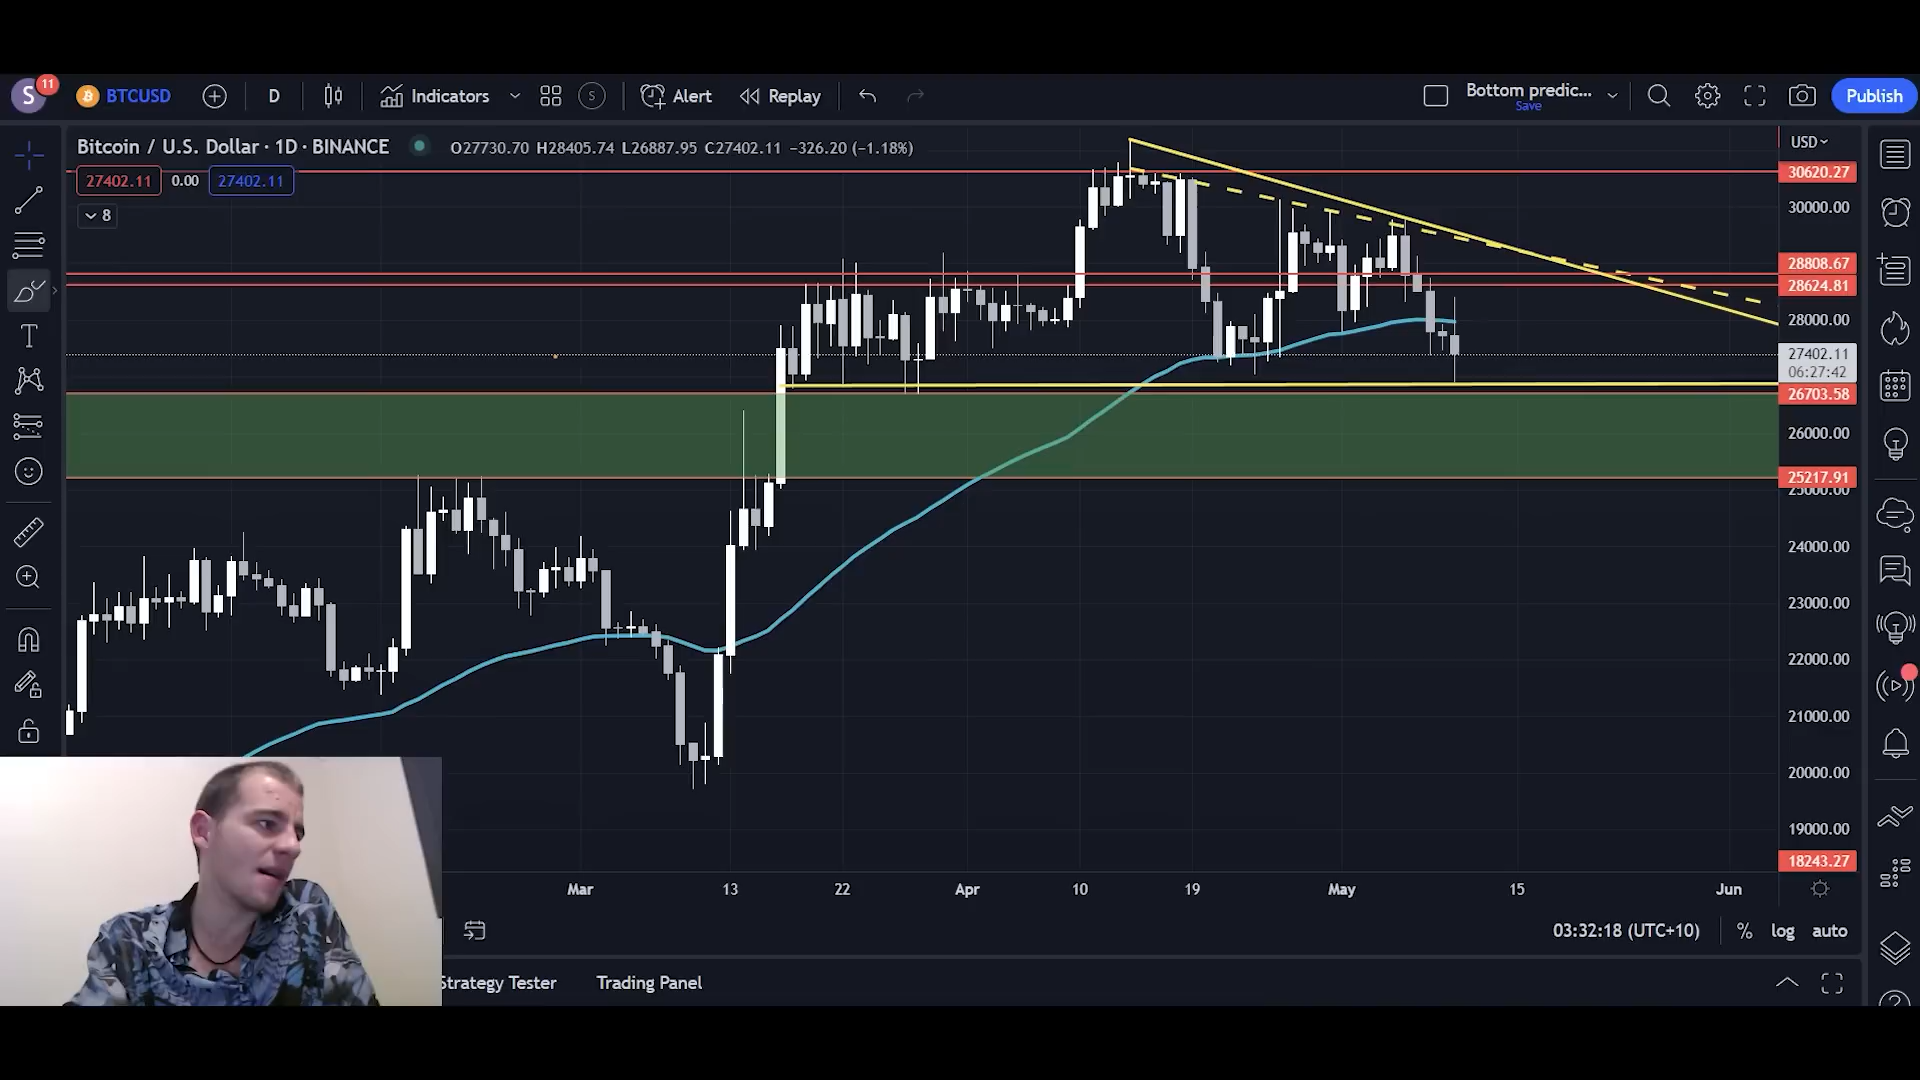 S 11 BTCUSD D Indicators S Alert Replay Bottom predic... Save Publish
Bitcoin / U.S. Dollar · 1D · BINANCE O27730.70 H28405.74 L26887.95 C27402.11 −326.20 (−1.18%)
27402.11 0.00 27402.11
8
USD
30620.27
30000.00
28808.67
28624.81
28000.00
27402.11
06:27:42
26703.58
26000.00
25217.91
25000.00
24000.00
23000.00
22000.00
21000.00
20000.00
19000.00
18243.27
Mar 13 22 Apr 10 19 May 15 Jun
03:32:18 (UTC+10) % log auto
Strategy Tester Trading Panel